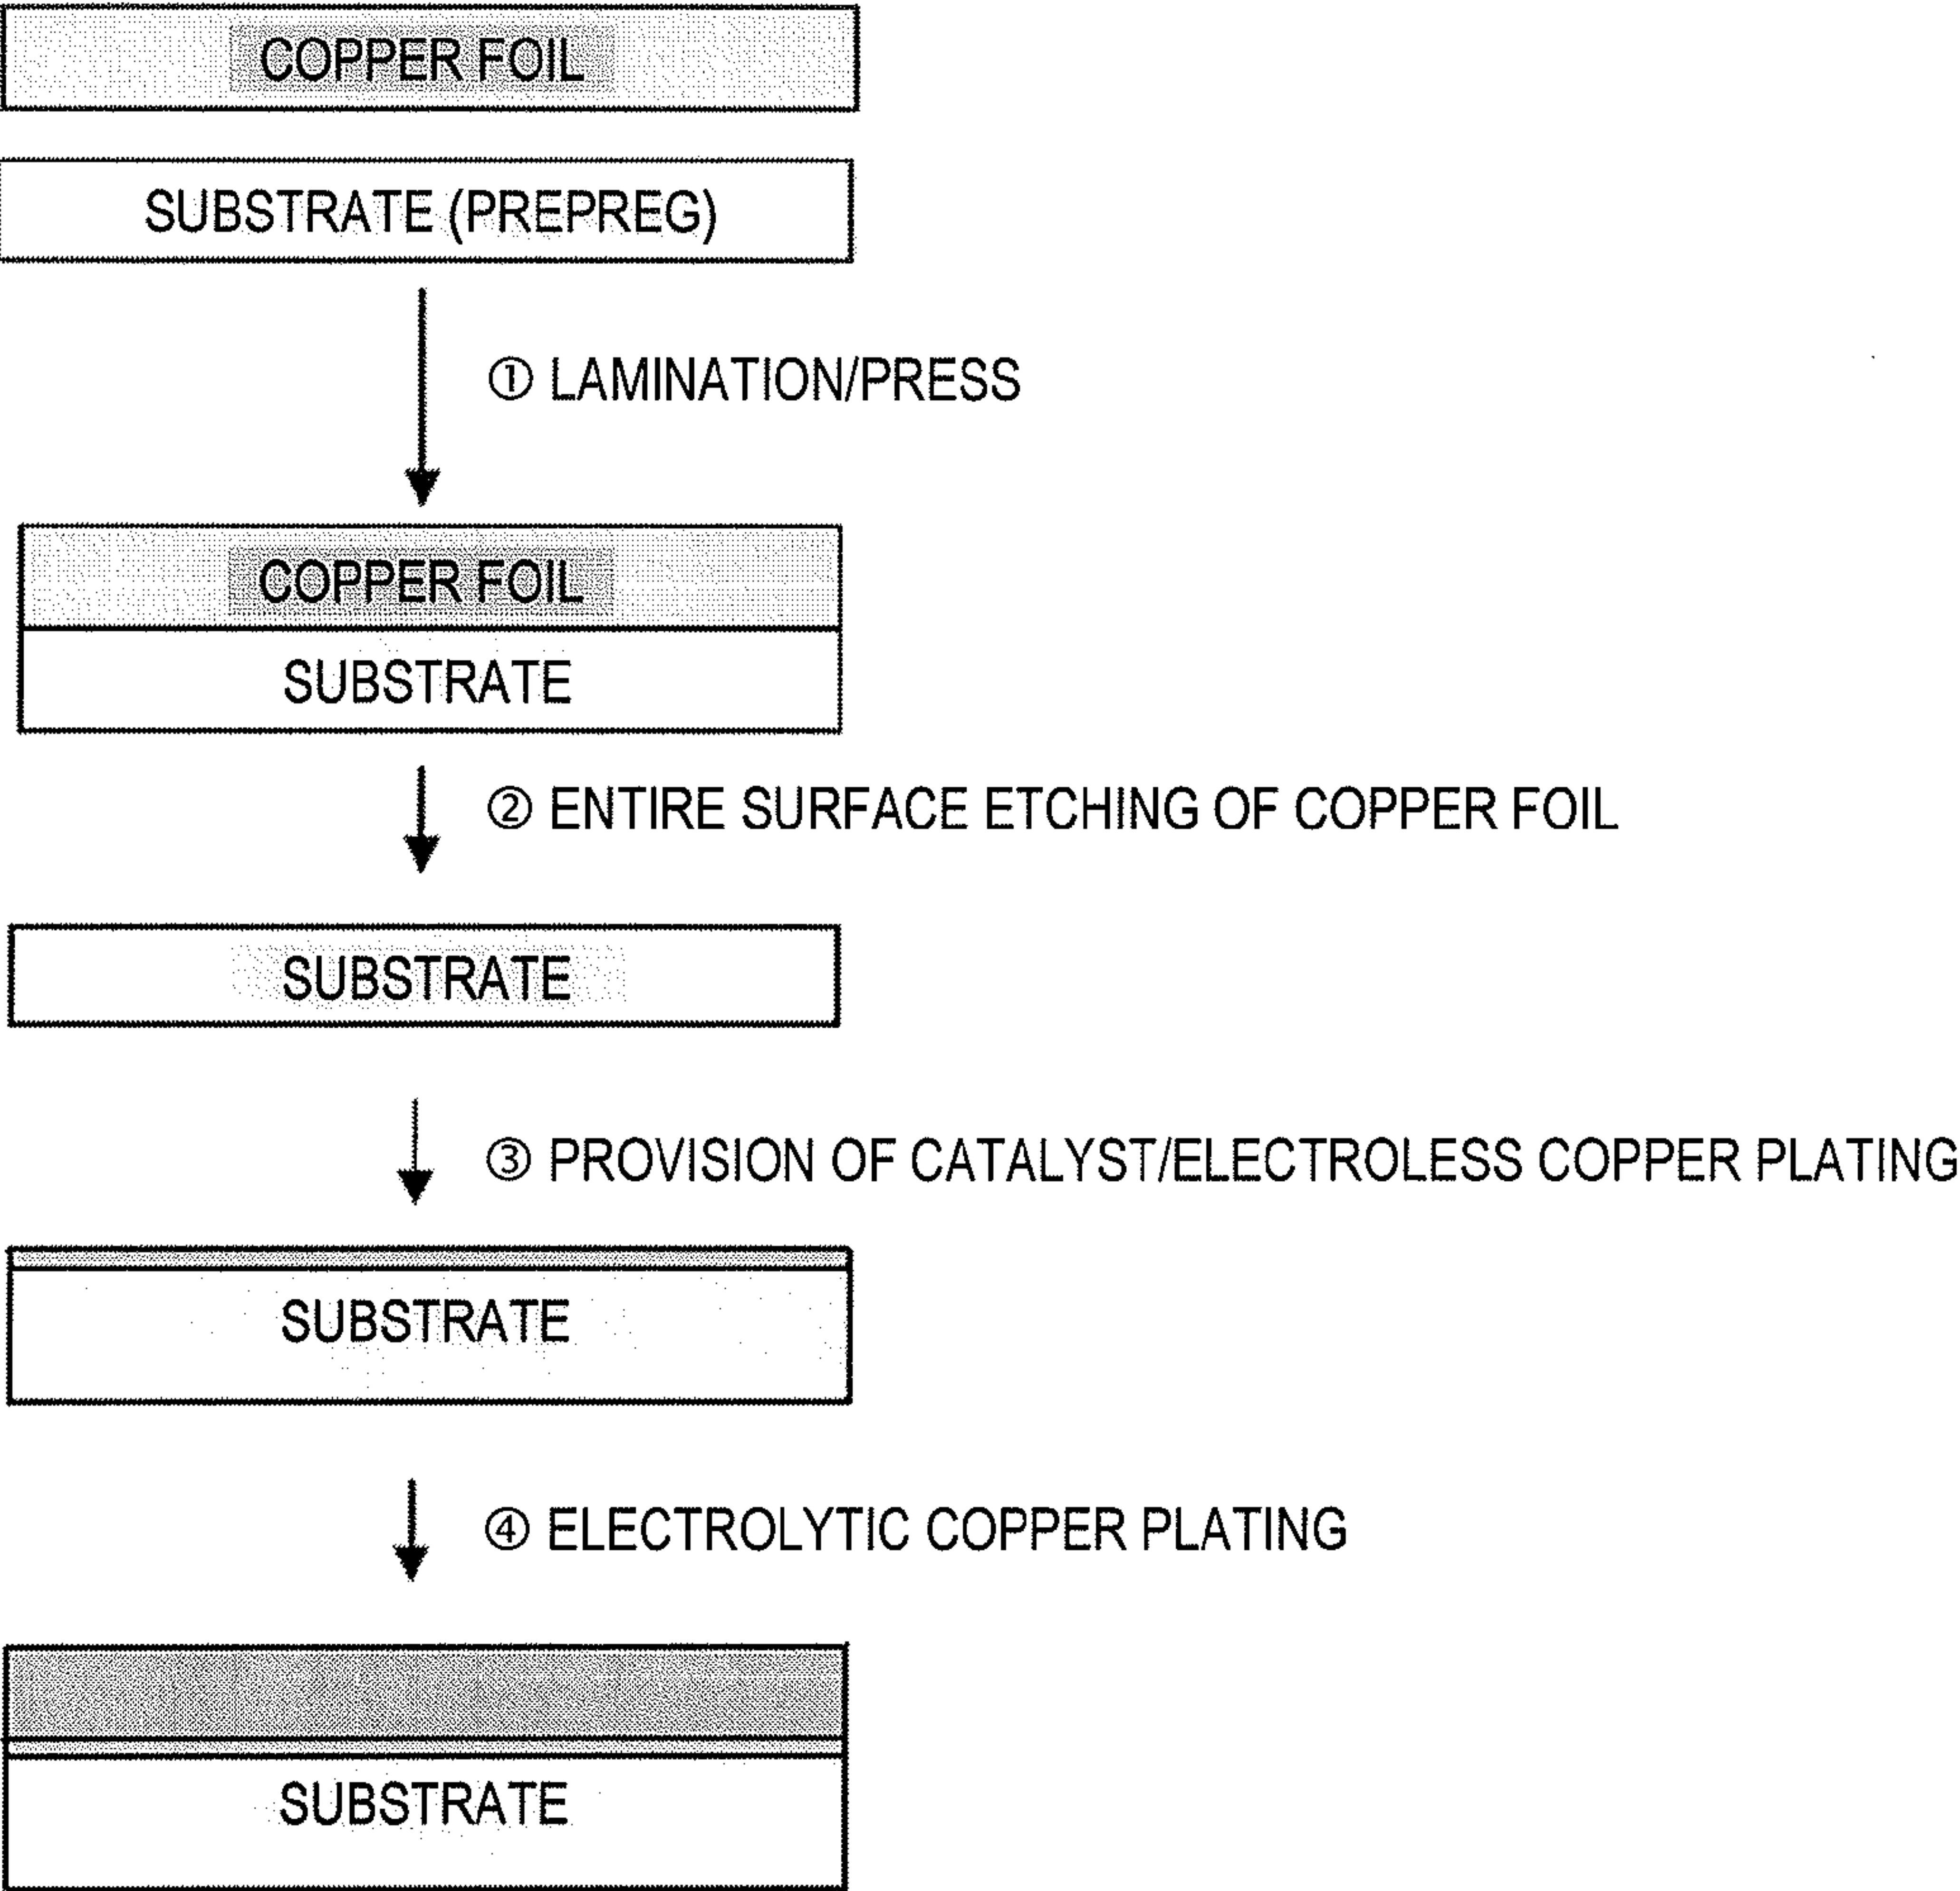 COPPER FOIL
SUBSTRATE (PREPREG)
① LAMINATION/PRESS
COPPER FOIL
SUBSTRATE
② ENTIRE SURFACE ETCHING OF COPPER FOIL
SUBSTRATE
③ PROVISION OF CATALYST/ELECTROLESS COPPER PLATING
SUBSTRATE
④ ELECTROLYTIC COPPER PLATING
SUBSTRATE